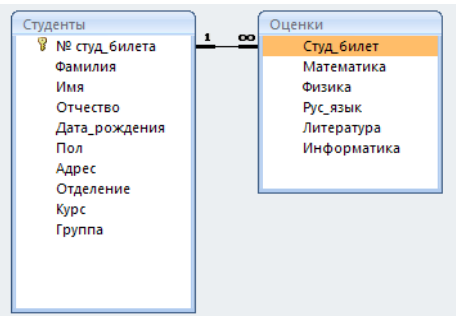 Студенты
№ студ_билета
Фамилия
Имя
Отчество
Дата_рождения
Пол
Адрес
Отделение
Курс
Группа
1 ∞
Оценки
Студ_билет
Математика
Физика
Рус_язык
Литература
Информатика